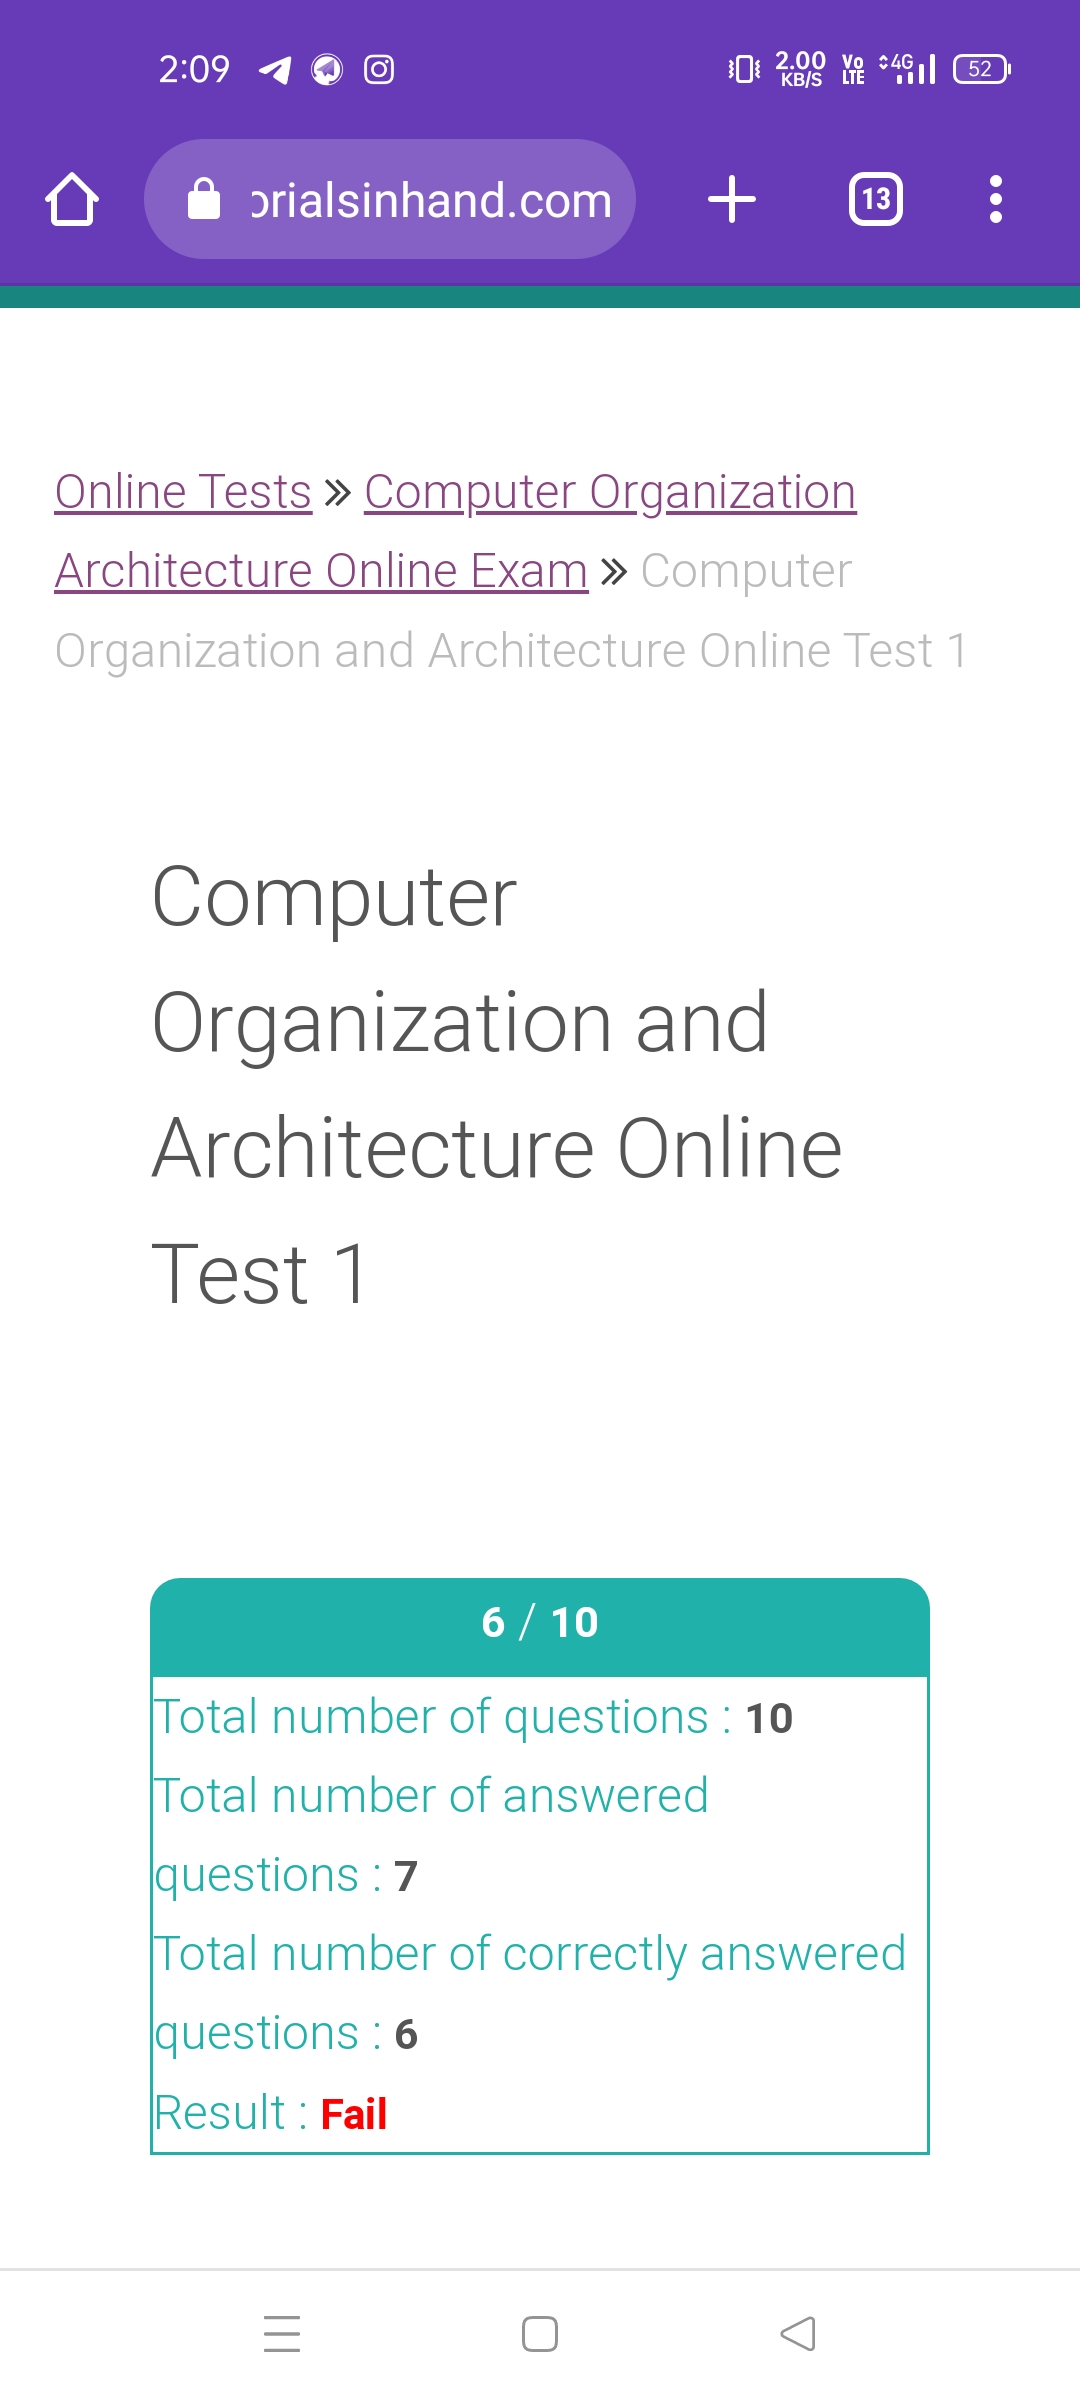 2:09
2.00 KB/S Vo LTE 4G 52
orialsinhand.com
13
Online Tests » Computer Organization
Architecture Online Exam » Computer
Organization and Architecture Online Test 1
Computer
Organization and
Architecture Online
Test 1
6 / 10
Total number of questions : 10
Total number of answered
questions : 7
Total number of correctly answered
questions : 6
Result : Fail